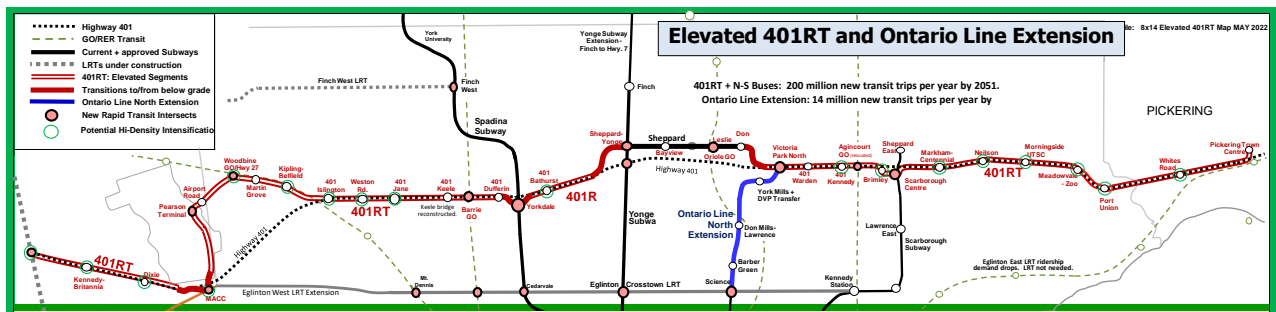 Highway 401
GO/RER Transit
Current + approved Subways
LRTs under construction
401RT: Elevated Segments
Transitions to/from below grade
Ontario Line North Extension
New Rapid Transit Intersects
Potential Hi-Density Intensificatio
Elevated 401RT and Ontario Line Extension
le: 8x14 Elevated 401RT Map MAY 2022
401RT + N-S Buses: 200 million new transit trips per year by 2051.
Ontario Line Extension: 14 million new transit trips per year by
PICKERING
York
University
Finch West LRT
Finch
West
Spadina
Subway
Yonge Subway
Extension -
Finch to Hwy. 7
Finch
Sheppard-
Yonge
Sheppard
Bayview
Leslie
Oriole GO
Don
Highway 401
Victoria
Park North
401
Warden
Agincourt
GO (relocated)
401
Kennedy
Brimley
Sheppard
East
Scarborough
Centre
Markham-
Centennial
Neilson
401RT
Morningside
UTSC
Meadowvale
- Zoo
Port
Union
Whites
Road
Pickering Town
Centre
Woodbine
GO/Hwy 27
Martin
Grove
Kipling-
Belfield
401
Islington
Weston
Rd.
401
Jane
401RT
401
Keele
Keele bridge
reconstructed.
Barrie
GO
401
Dufferin
Yorkdale
401
Bathurst
401R
Airport
Road
Pearson
Terminal
Highway 401
401RT
Kennedy-
Britannia
Dixie
MACC
Eglinton West LRT Extension
Mt.
Dennis
Cedarvale
Eglinton Crosstown LRT
Yonge
Subwa
York Mills +
DVP Transfer
Ontario Line
North
Extension
Don Mills-
Lawrence
Barber
Green
Science
Kennedy
Station
Lawrence
East
Scarborough
Subway
Eglinton East LRT ridership
demand drops. LRT not needed.